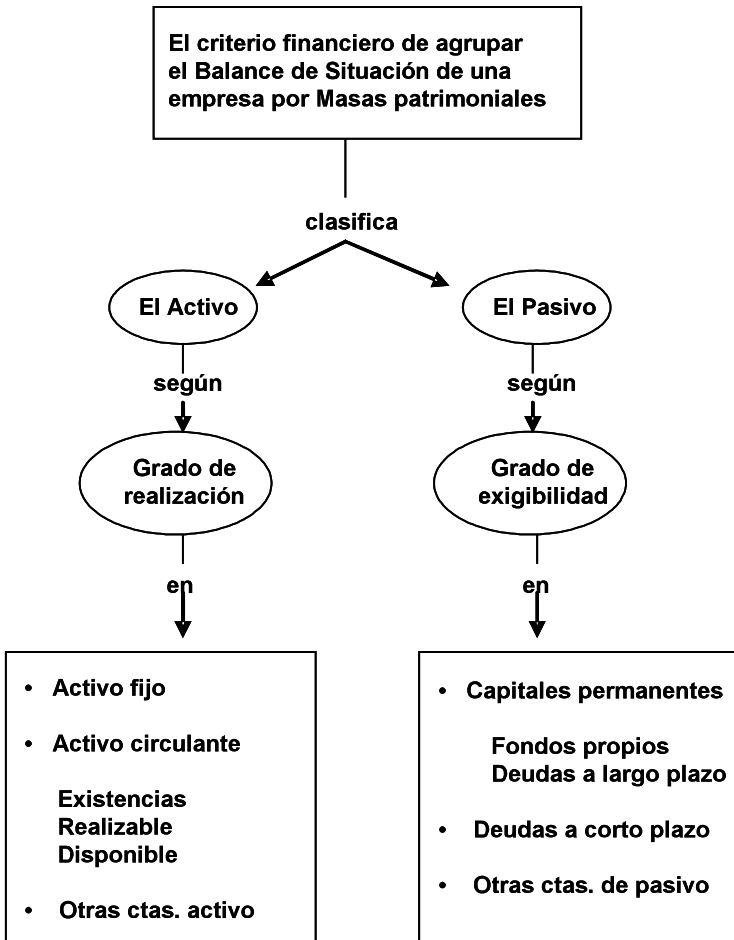 El criterio financiero de agrupar
el Balance de Situación de una
empresa por Masas patrimoniales
clasifica
El Activo
El Pasivo
según
según
Grado de
realización
Grado de
exigibilidad
en
en
• Activo fijo
• Activo circulante
Existencias
Realizable
Disponible
• Otras ctas. activo
• Capitales permanentes
Fondos propios
Deudas a largo plazo
• Deudas a corto plazo
• Otras ctas. de pasivo